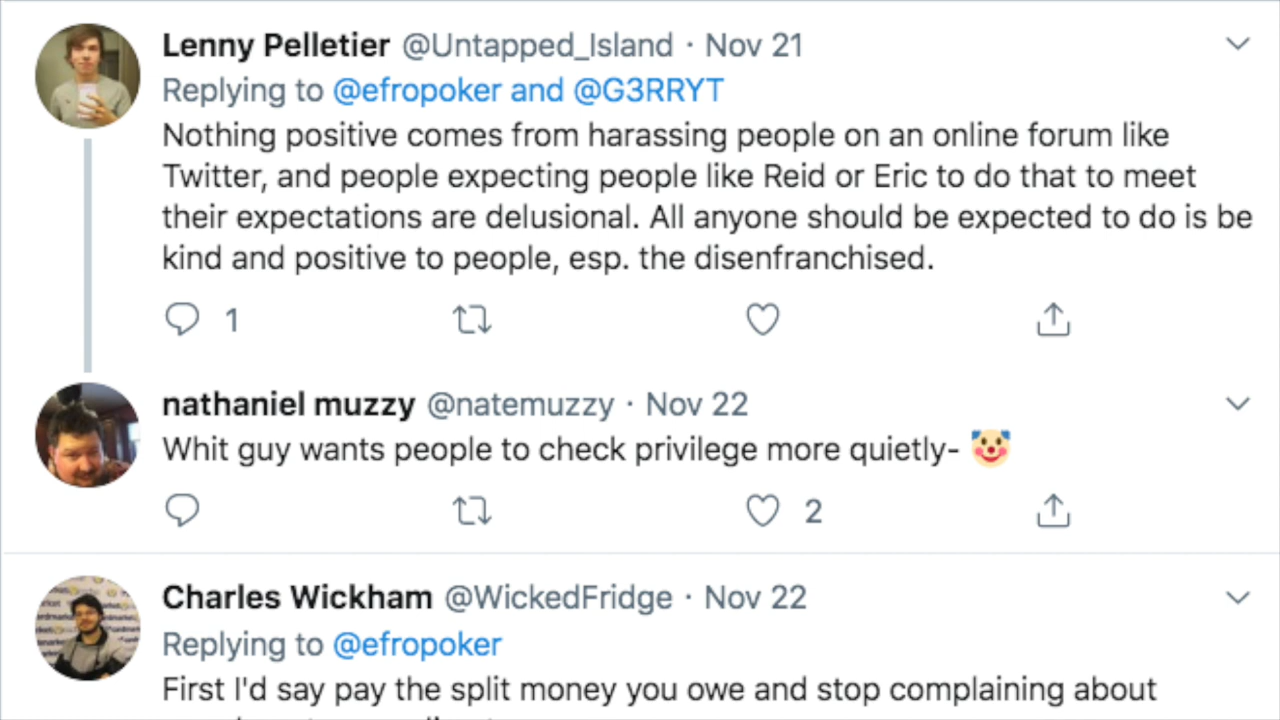 Lenny Pelletier @Untapped_Island · Nov 21
Replying to @efropoker and @G3RRYT
Nothing positive comes from harassing people on an online forum like
Twitter, and people expecting people like Reid or Eric to do that to meet
their expectations are delusional. All anyone should be expected to do is be
kind and positive to people, esp. the disenfranchised.
1
nathaniel muzzy @natemuzzy · Nov 22
Whit guy wants people to check privilege more quietly- 🤡
2
Charles Wickham @WickedFridge · Nov 22
Replying to @efropoker
First I'd say pay the split money you owe and stop complaining about